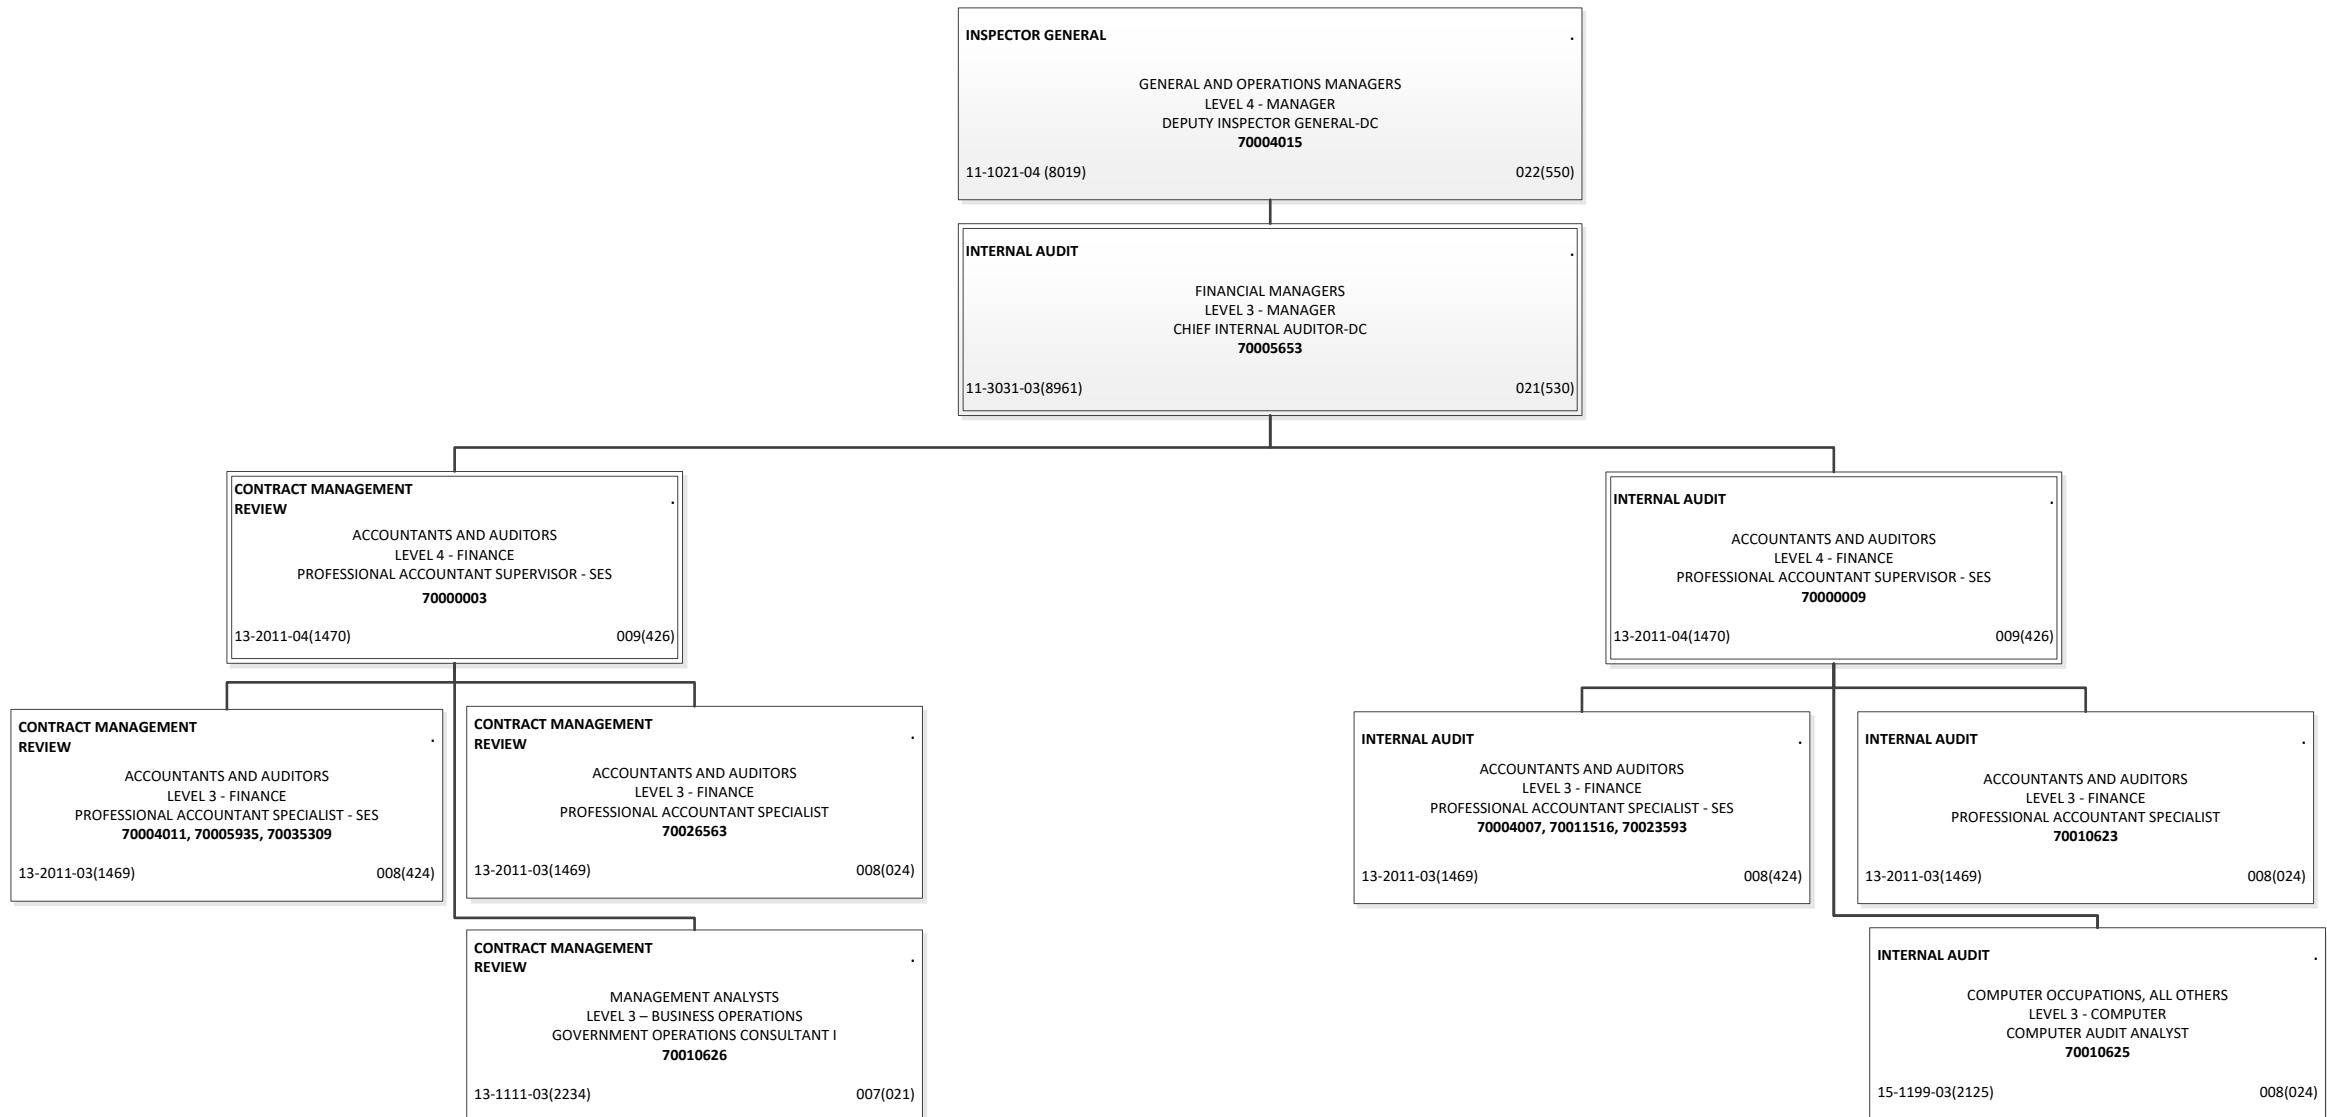 INSPECTOR GENERAL .
GENERAL AND OPERATIONS MANAGERS
LEVEL 4 - MANAGER
DEPUTY INSPECTOR GENERAL-DC
70004015
11-1021-04 (8019) 022(550)
INTERNAL AUDIT .
FINANCIAL MANAGERS
LEVEL 3 - MANAGER
CHIEF INTERNAL AUDITOR-DC
70005653
11-3031-03(8961) 021(530)
CONTRACT MANAGEMENT
REVIEW .
ACCOUNTANTS AND AUDITORS
LEVEL 4 - FINANCE
PROFESSIONAL ACCOUNTANT SUPERVISOR - SES
70000003
13-2011-04(1470) 009(426)
INTERNAL AUDIT .
ACCOUNTANTS AND AUDITORS
LEVEL 4 - FINANCE
PROFESSIONAL ACCOUNTANT SUPERVISOR - SES
70000009
13-2011-04(1470) 009(426)
CONTRACT MANAGEMENT
REVIEW .
ACCOUNTANTS AND AUDITORS
LEVEL 3 - FINANCE
PROFESSIONAL ACCOUNTANT SPECIALIST - SES
70004011, 70005935, 70035309
13-2011-03(1469) 008(424)
CONTRACT MANAGEMENT
REVIEW .
ACCOUNTANTS AND AUDITORS
LEVEL 3 - FINANCE
PROFESSIONAL ACCOUNTANT SPECIALIST
70026563
13-2011-03(1469) 008(024)
INTERNAL AUDIT .
ACCOUNTANTS AND AUDITORS
LEVEL 3 - FINANCE
PROFESSIONAL ACCOUNTANT SPECIALIST - SES
70004007, 70011516, 70023593
13-2011-03(1469) 008(424)
INTERNAL AUDIT .
ACCOUNTANTS AND AUDITORS
LEVEL 3 - FINANCE
PROFESSIONAL ACCOUNTANT SPECIALIST
70010623
13-2011-03(1469) 008(024)
CONTRACT MANAGEMENT
REVIEW .
MANAGEMENT ANALYSTS
LEVEL 3 – BUSINESS OPERATIONS
GOVERNMENT OPERATIONS CONSULTANT I
70010626
13-1111-03(2234) 007(021)
INTERNAL AUDIT .
COMPUTER OCCUPATIONS, ALL OTHERS
LEVEL 3 - COMPUTER
COMPUTER AUDIT ANALYST
70010625
15-1199-03(2125) 008(024)